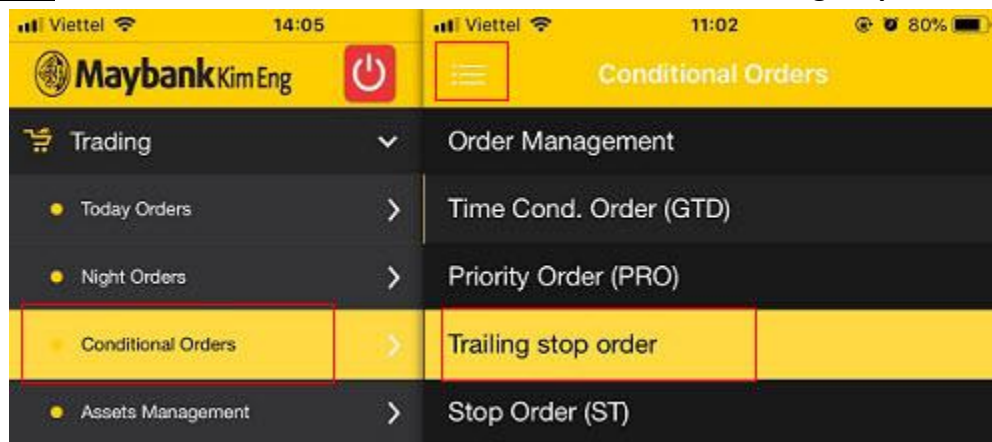 Viettel 14:05
Maybank Kim Eng
Trading
Today Orders
Night Orders
Conditional Orders
Assets Management
Viettel 11:02 80%
Conditional Orders
Order Management
Time Cond. Order (GTD)
Priority Order (PRO)
Trailing stop order
Stop Order (ST)